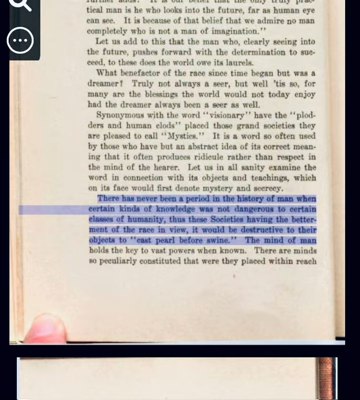 further adds: It is our belief that the only truly prac-
tical man is he who looks into the future, far as human eye
can see. It is because of that belief that we admire no man
completely who is not a man of imagination."
Let us add to this that the man who, clearly seeing into
the future, pushes forward with the determination to suc-
ceed, to these does the world owe its laurels.
What benefactor of the race since time began but was a
dreamer? Truly not always a seer, but well 'tis so, for
many are the blessings the world would not today enjoy
had the dreamer always been a seer as well.
Synonymous with the word "visionary" have the "plod-
ders and human clods" placed those grand societies they
are pleased to call "Mystics." It is a word so often used
by those who have but an abstract idea of its correct mean-
ing that it often produces ridicule rather than respect in
the mind of the hearer. Let us in all sanity examine the
word in connection with its objects and teachings, which
on its face would first denote mystery and secrecy.
There has never been a period in the history of man when
certain kinds of knowledge was not dangerous to certain
classes of humanity, thus these Societies having the better-
ment of the race in view, it would be destructive to their
objects to "cast pearl before swine." The mind of man
holds the key to vast powers when known. There are minds
so peculiarly constituted that were they placed within reach